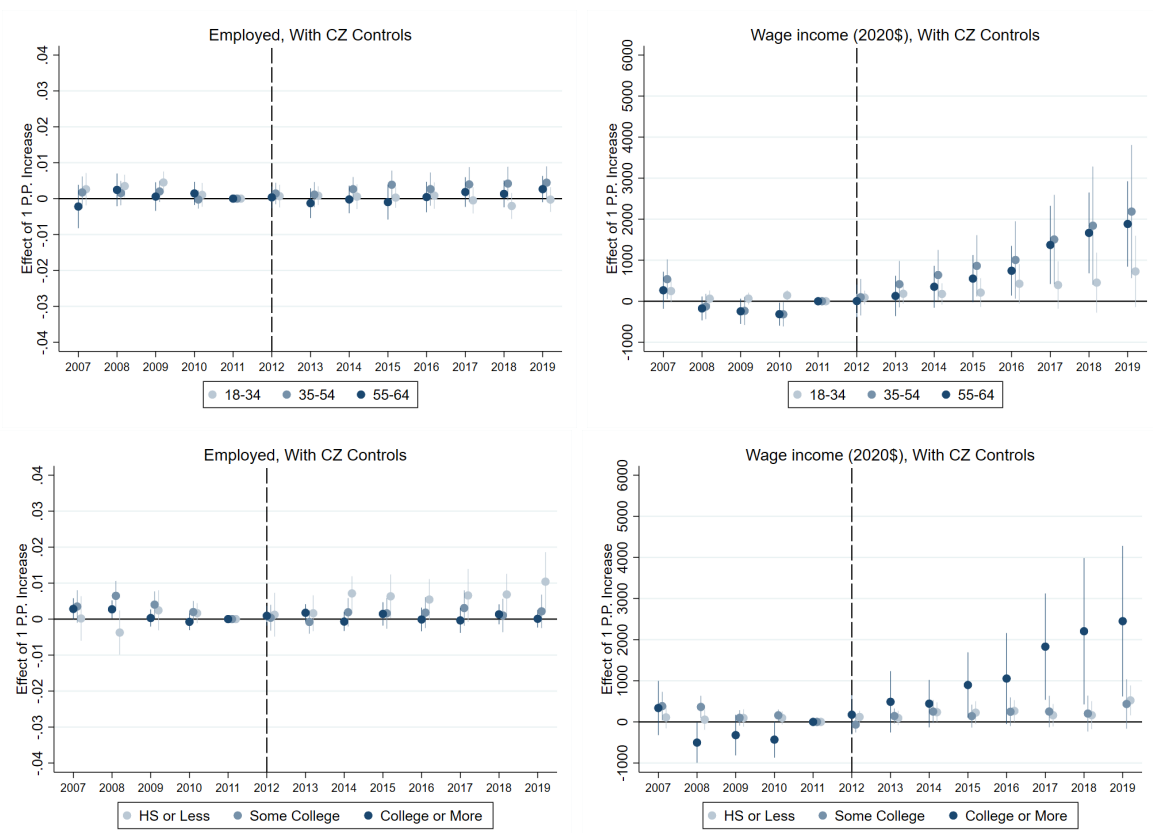 Employed, With CZ Controls
Effect of 1 P.P. Increase
.04
.03
.02
.01
0
-.01
-.02
-.03
-.04
2007 2008 2009 2010 2011 2012 2013 2014 2015 2016 2017 2018 2019
18-34 35-54 55-64
Wage income (2020$), With CZ Controls
Effect of 1 P.P. Increase
6000
5000
4000
3000
2000
1000
0
-1000
2007 2008 2009 2010 2011 2012 2013 2014 2015 2016 2017 2018 2019
18-34 35-54 55-64
Employed, With CZ Controls
Effect of 1 P.P. Increase
.04
.03
.02
.01
0
-.01
-.02
-.03
-.04
2007 2008 2009 2010 2011 2012 2013 2014 2015 2016 2017 2018 2019
HS or Less Some College College or More
Wage income (2020$), With CZ Controls
Effect of 1 P.P. Increase
6000
5000
4000
3000
2000
1000
0
-1000
2007 2008 2009 2010 2011 2012 2013 2014 2015 2016 2017 2018 2019
HS or Less Some College College or More